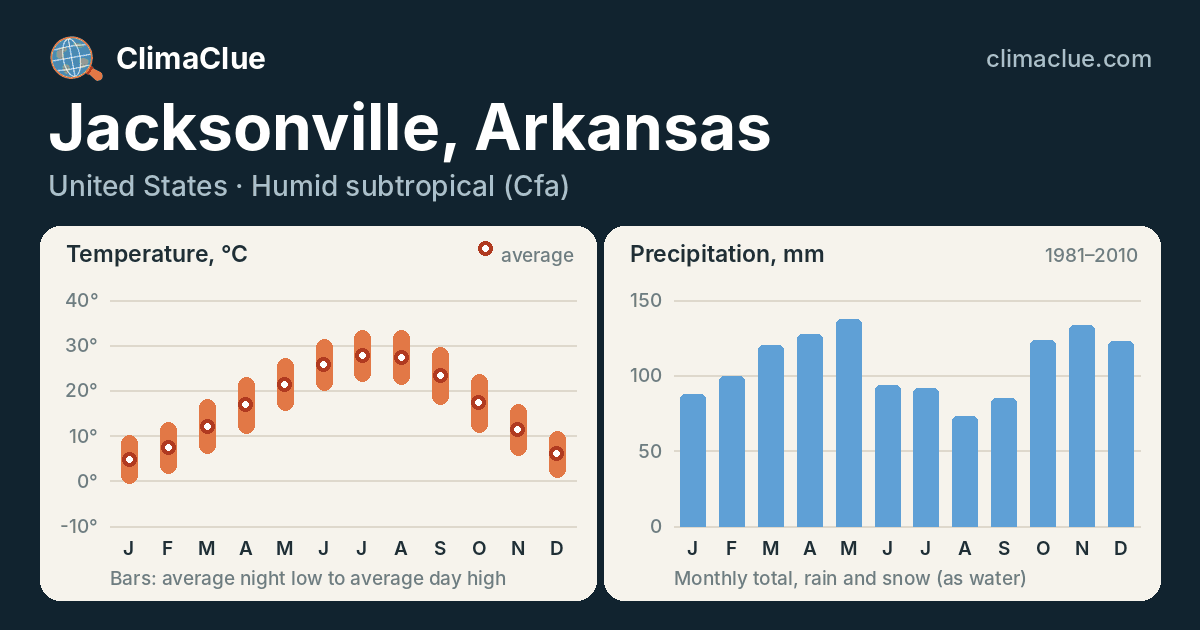 ClimaClue
climaclue.com
Jacksonville, Arkansas
United States · Humid subtropical (Cfa)
Temperature, °C
average
40°
30°
20°
10°
0°
-10°
J F M A M J J A S O N D
Bars: average night low to average day high
Precipitation, mm
1981–2010
150
100
50
0
J F M A M J J A S O N D
Monthly total, rain and snow (as water)